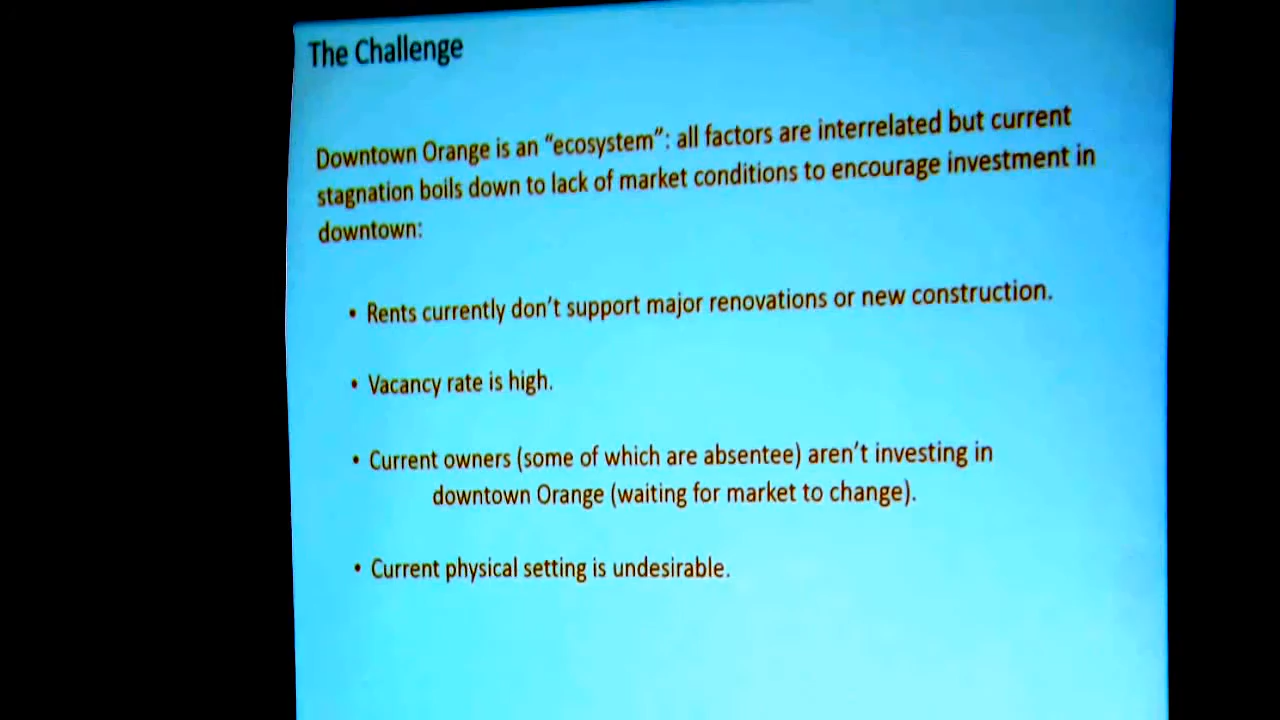 The Challenge
Downtown Orange is an “ecosystem”: all factors are interrelated but current
stagnation boils down to lack of market conditions to encourage investment in
downtown:
• Rents currently don’t support major renovations or new construction.
• Vacancy rate is high.
• Current owners (some of which are absentee) aren’t investing in
downtown Orange (waiting for market to change).
• Current physical setting is undesirable.